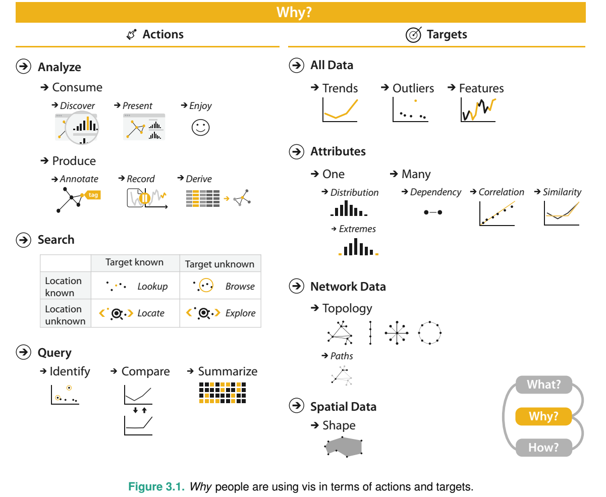 Why?
Actions
→ Analyze
→ Consume
→ Discover → Present → Enjoy
→ Produce
→ Annotate → Record → Derive
tag
→ Search
Target known Target unknown
Location known Lookup Browse
Location unknown Locate Explore
→ Query
→ Identify → Compare → Summarize
Targets
→ All Data
→ Trends → Outliers → Features
→ Attributes
→ One → Many
→ Distribution → Dependency → Correlation → Similarity
→ Extremes
→ Network Data
→ Topology
→ Paths
→ Spatial Data
→ Shape
What?
Why?
How?
Figure 3.1. Why people are using vis in terms of actions and targets.